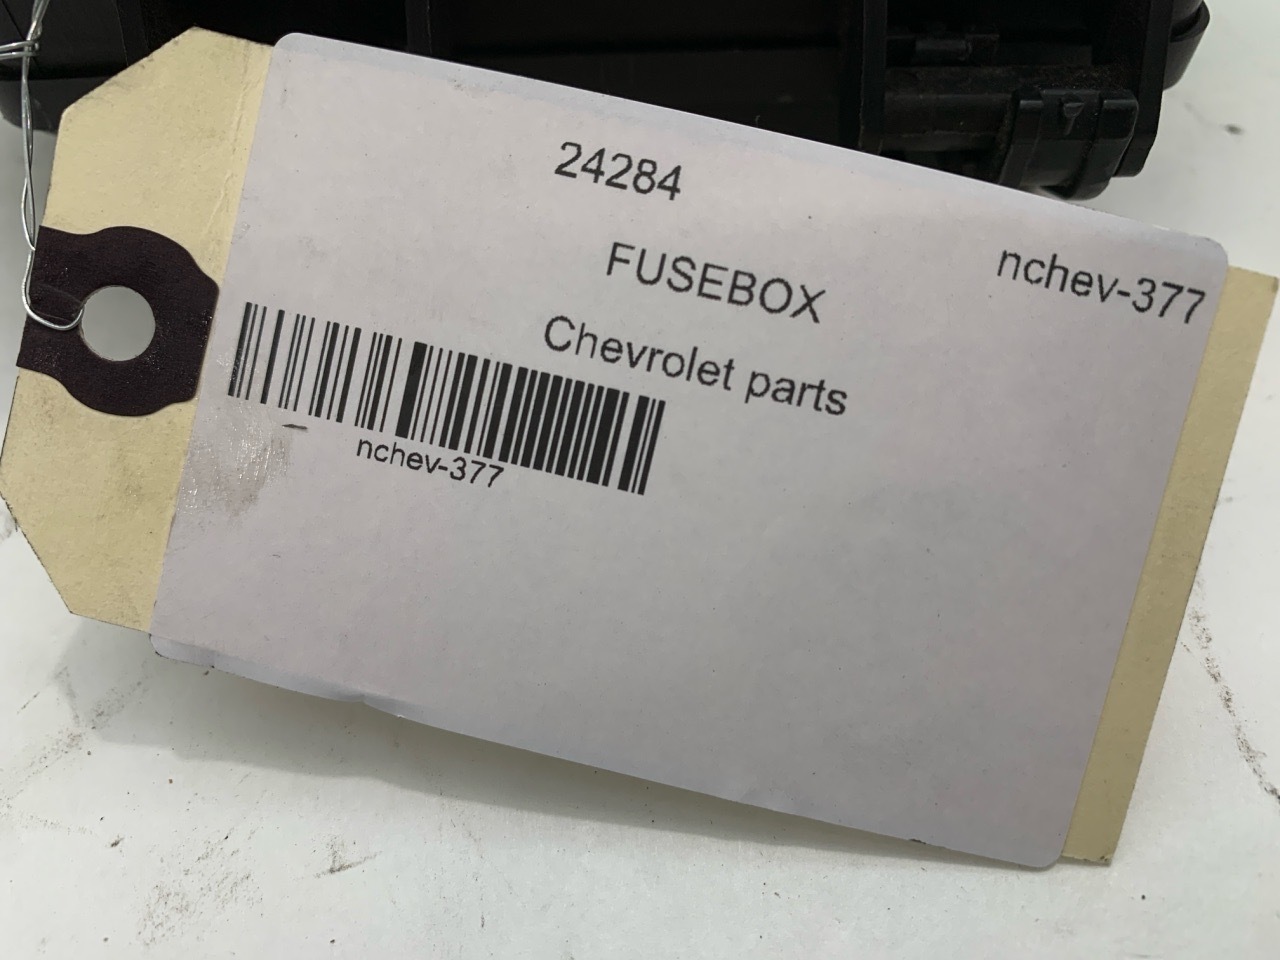 24284
FUSEBOX
nchev-377
Chevrolet parts
nchev-377